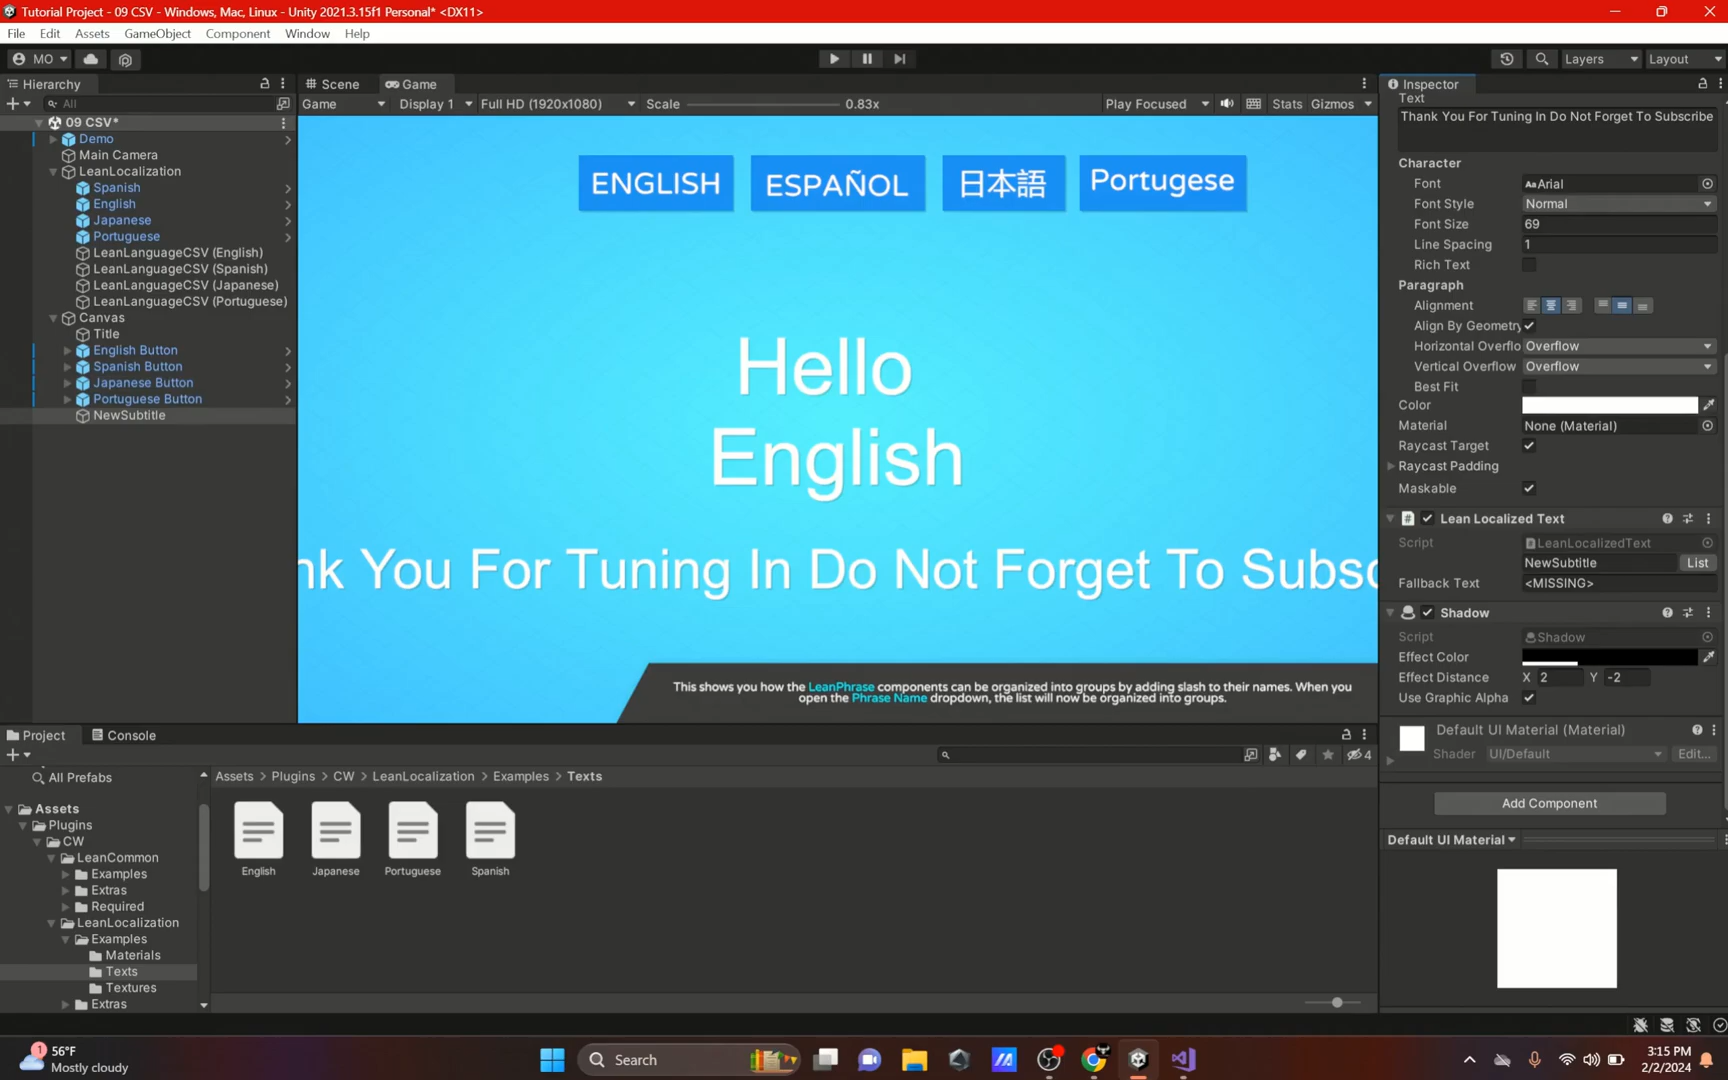 Tutorial Project - 09 CSV - Windows, Mac, Linux - Unity 2021.3.15f1 Personal* <DX11>
File Edit Assets GameObject Component Window Help
MO
Layers Layout
Hierarchy
Scene Game
Inspector
All
Game Display 1 Full HD (1920x1080) Scale 0.83x Play Focused Stats Gizmos
09 CSV*
Demo
Main Camera
LeanLocalization
Spanish
English
Japanese
Portuguese
LeanLanguageCSV (English)
LeanLanguageCSV (Spanish)
LeanLanguageCSV (Japanese)
LeanLanguageCSV (Portuguese)
Canvas
Title
English Button
Spanish Button
Japanese Button
Portuguese Button
NewSubtitle
ENGLISH ESPAÑOL 日本語 Portugese
Hello
English
nk You For Tuning In Do Not Forget To Subsc
This shows you how the LeanPhrase components can be organized into groups by adding slash to their names. When you
open the Phrase Name dropdown, the list will now be organized into groups.
Text
Thank You For Tuning In Do Not Forget To Subscribe
Character
Font Aa Arial
Font Style Normal
Font Size 69
Line Spacing 1
Rich Text
Paragraph
Alignment
Align By Geometry
Horizontal Overflo Overflow
Vertical Overflow Overflow
Best Fit
Color
Material None (Material)
Raycast Target
Raycast Padding
Maskable
# Lean Localized Text
Script LeanLocalizedText
NewSubtitle List
Fallback Text <MISSING>
Shadow
Script Shadow
Effect Color
Effect Distance X 2 Y -2
Use Graphic Alpha
Default UI Material (Material)
Shader UI/Default Edit...
Add Component
Default UI Material
Project Console
4
All Prefabs
Assets
Plugins
CW
LeanCommon
Examples
Extras
Required
LeanLocalization
Examples
Materials
Texts
Textures
Extras
Assets > Plugins > CW > LeanLocalization > Examples > Texts
English Japanese Portuguese Spanish
1
56°F
Mostly cloudy
Search
3:15 PM
2/2/2024